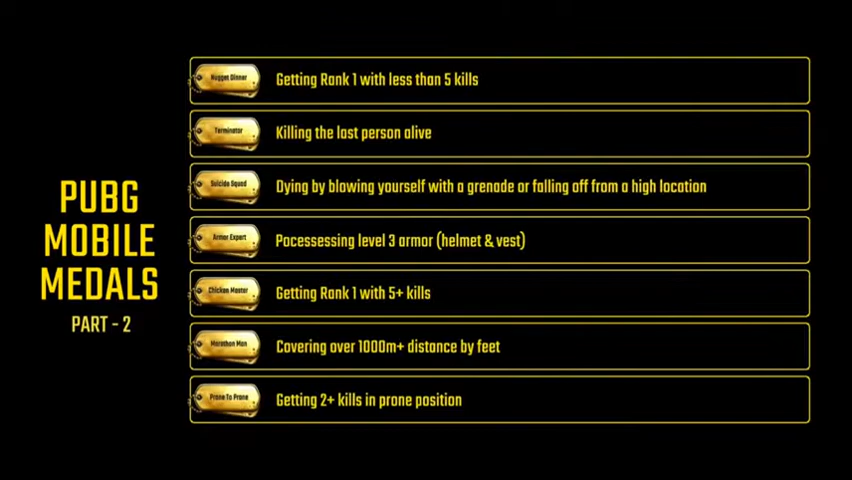 PUBG
MOBILE
MEDALS
PART - 2
Nugget Dinner
Getting Rank 1 with less than 5 kills
Terminator
Killing the last person alive
Suicide Squad
Dying by blowing yourself with a grenade or falling off from a high location
Armor Expert
Pocessessing level 3 armor (helmet & vest)
Chicken Master
Getting Rank 1 with 5+ kills
Marathon Man
Covering over 1000m+ distance by feet
Prone To Prone
Getting 2+ kills in prone position